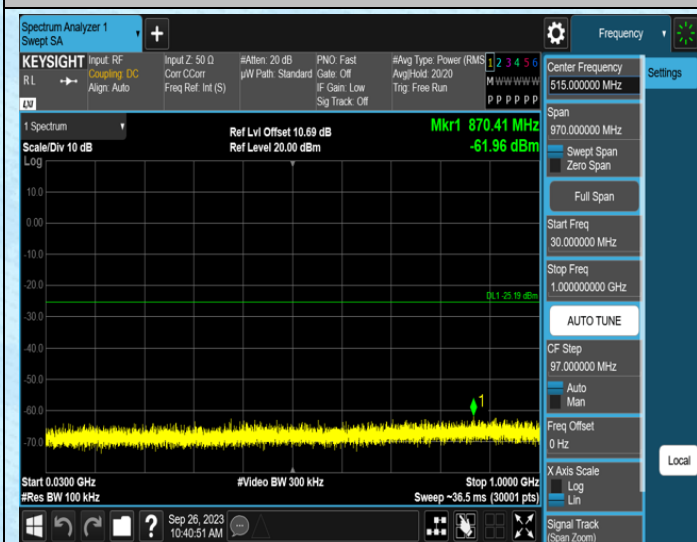 Spectrum Analyzer 1
Swept SA
+
Frequency
KEYSIGHT
RL
LXI
Input: RF
Coupling: DC
Align: Auto
Input Z: 50 Ω
Corr CCorr
Freq Ref: Int (S)
#Atten: 20 dB
µW Path: Standard
PNO: Fast
Gate: Off
IF Gain: Low
Sig Track: Off
#Avg Type: Power (RMS
Avg|Hold: 20/20
Trig: Free Run
1 2 3 4 5 6
M W W W W W
P P P P P P
1 Spectrum
Scale/Div 10 dB
Log
Ref Lvl Offset 10.69 dB
Ref Level 20.00 dBm
Mkr1 870.41 MHz
-61.96 dBm
10.0
0.00
-10.0
-20.0
-30.0
-40.0
-50.0
-60.0
-70.0
DL1 -25.19 dBm
1
Start 0.0300 GHz
#Res BW 100 kHz
#Video BW 300 kHz
Stop 1.0000 GHz
Sweep ~36.5 ms (30001 pts)
?
Sep 26, 2023
10:40:51 AM
Center Frequency
515.000000 MHz
Span
970.000000 MHz
Swept Span
Zero Span
Full Span
Start Freq
30.000000 MHz
Stop Freq
1.000000000 GHz
AUTO TUNE
CF Step
97.000000 MHz
Auto
Man
Freq Offset
0 Hz
X Axis Scale
Log
Lin
Signal Track
(Span Zoom)
Settings
Local